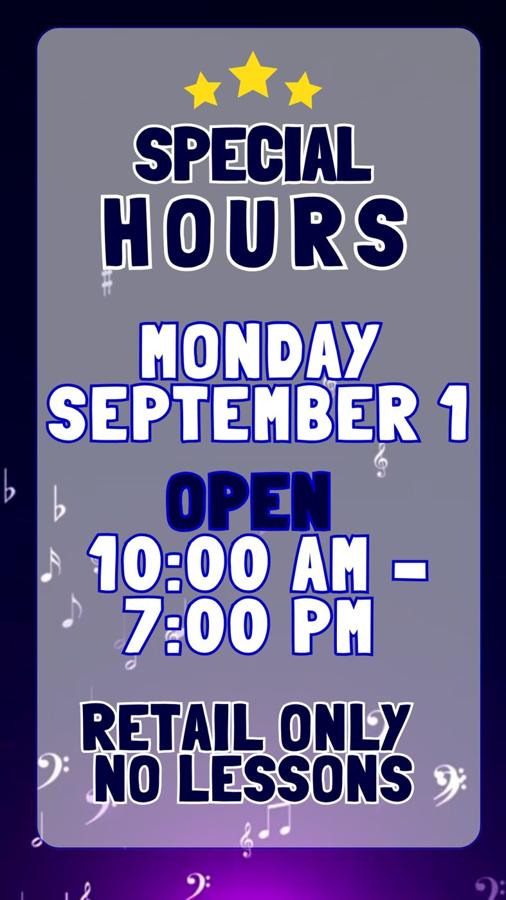 SPECIAL
HOURS
MONDAY
SEPTEMBER 1
OPEN
10:00 AM -
7:00 PM
RETAIL ONLY
NO LESSONS